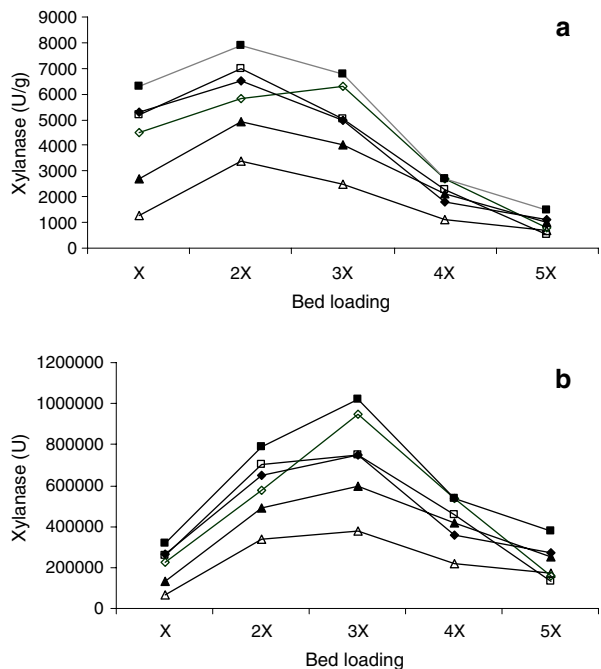 a
9000
8000
7000
6000
5000
4000
3000
2000
1000
0
Xylanase (U/g)
X 2X 3X 4X 5X
Bed loading
b
1200000
1000000
800000
600000
400000
200000
0
Xylanase (U)
X 2X 3X 4X 5X
Bed loading